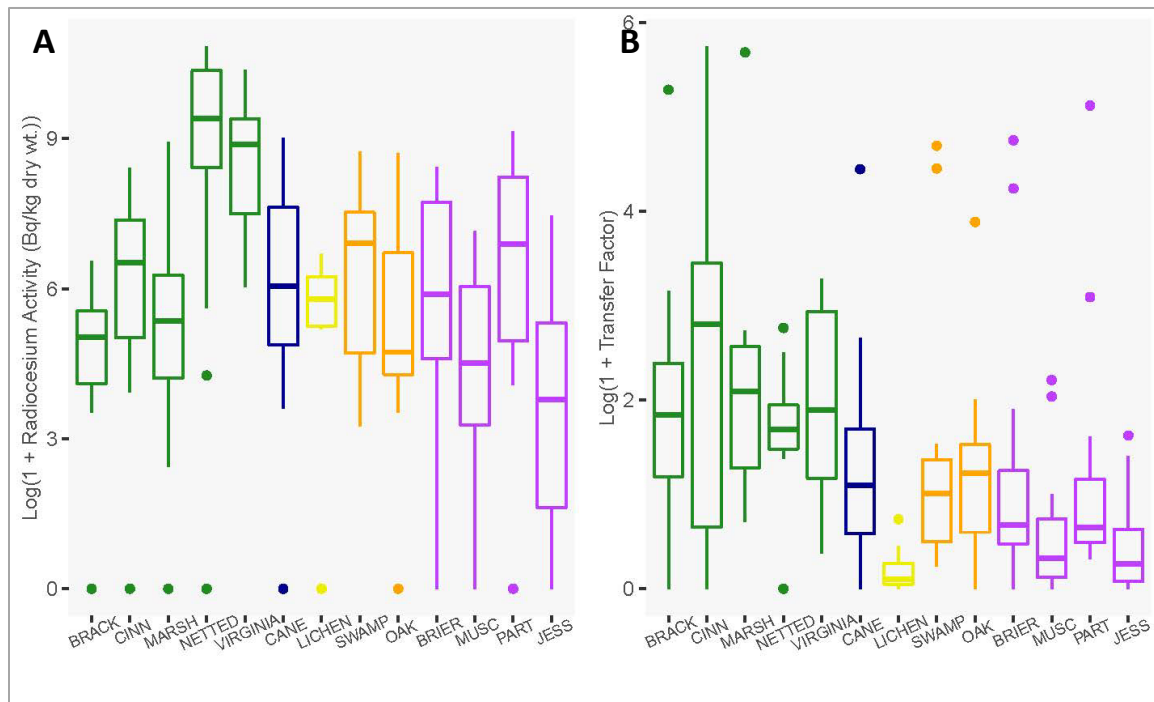 A
Log(1 + Radiocesium Activity (Bq/kg dry wt.))
9
6
3
0
BRACK
CINN
MARSH
NETTED
VIRGINIA
CANE
LICHEN
SWAMP
OAK
BRIER
MUSC
PART
JESS
B
Log(1 + Transfer Factor)
6
4
2
0
BRACK
CINN
MARSH
NETTED
VIRGINIA
CANE
LICHEN
SWAMP
OAK
BRIER
MUSC
PART
JESS